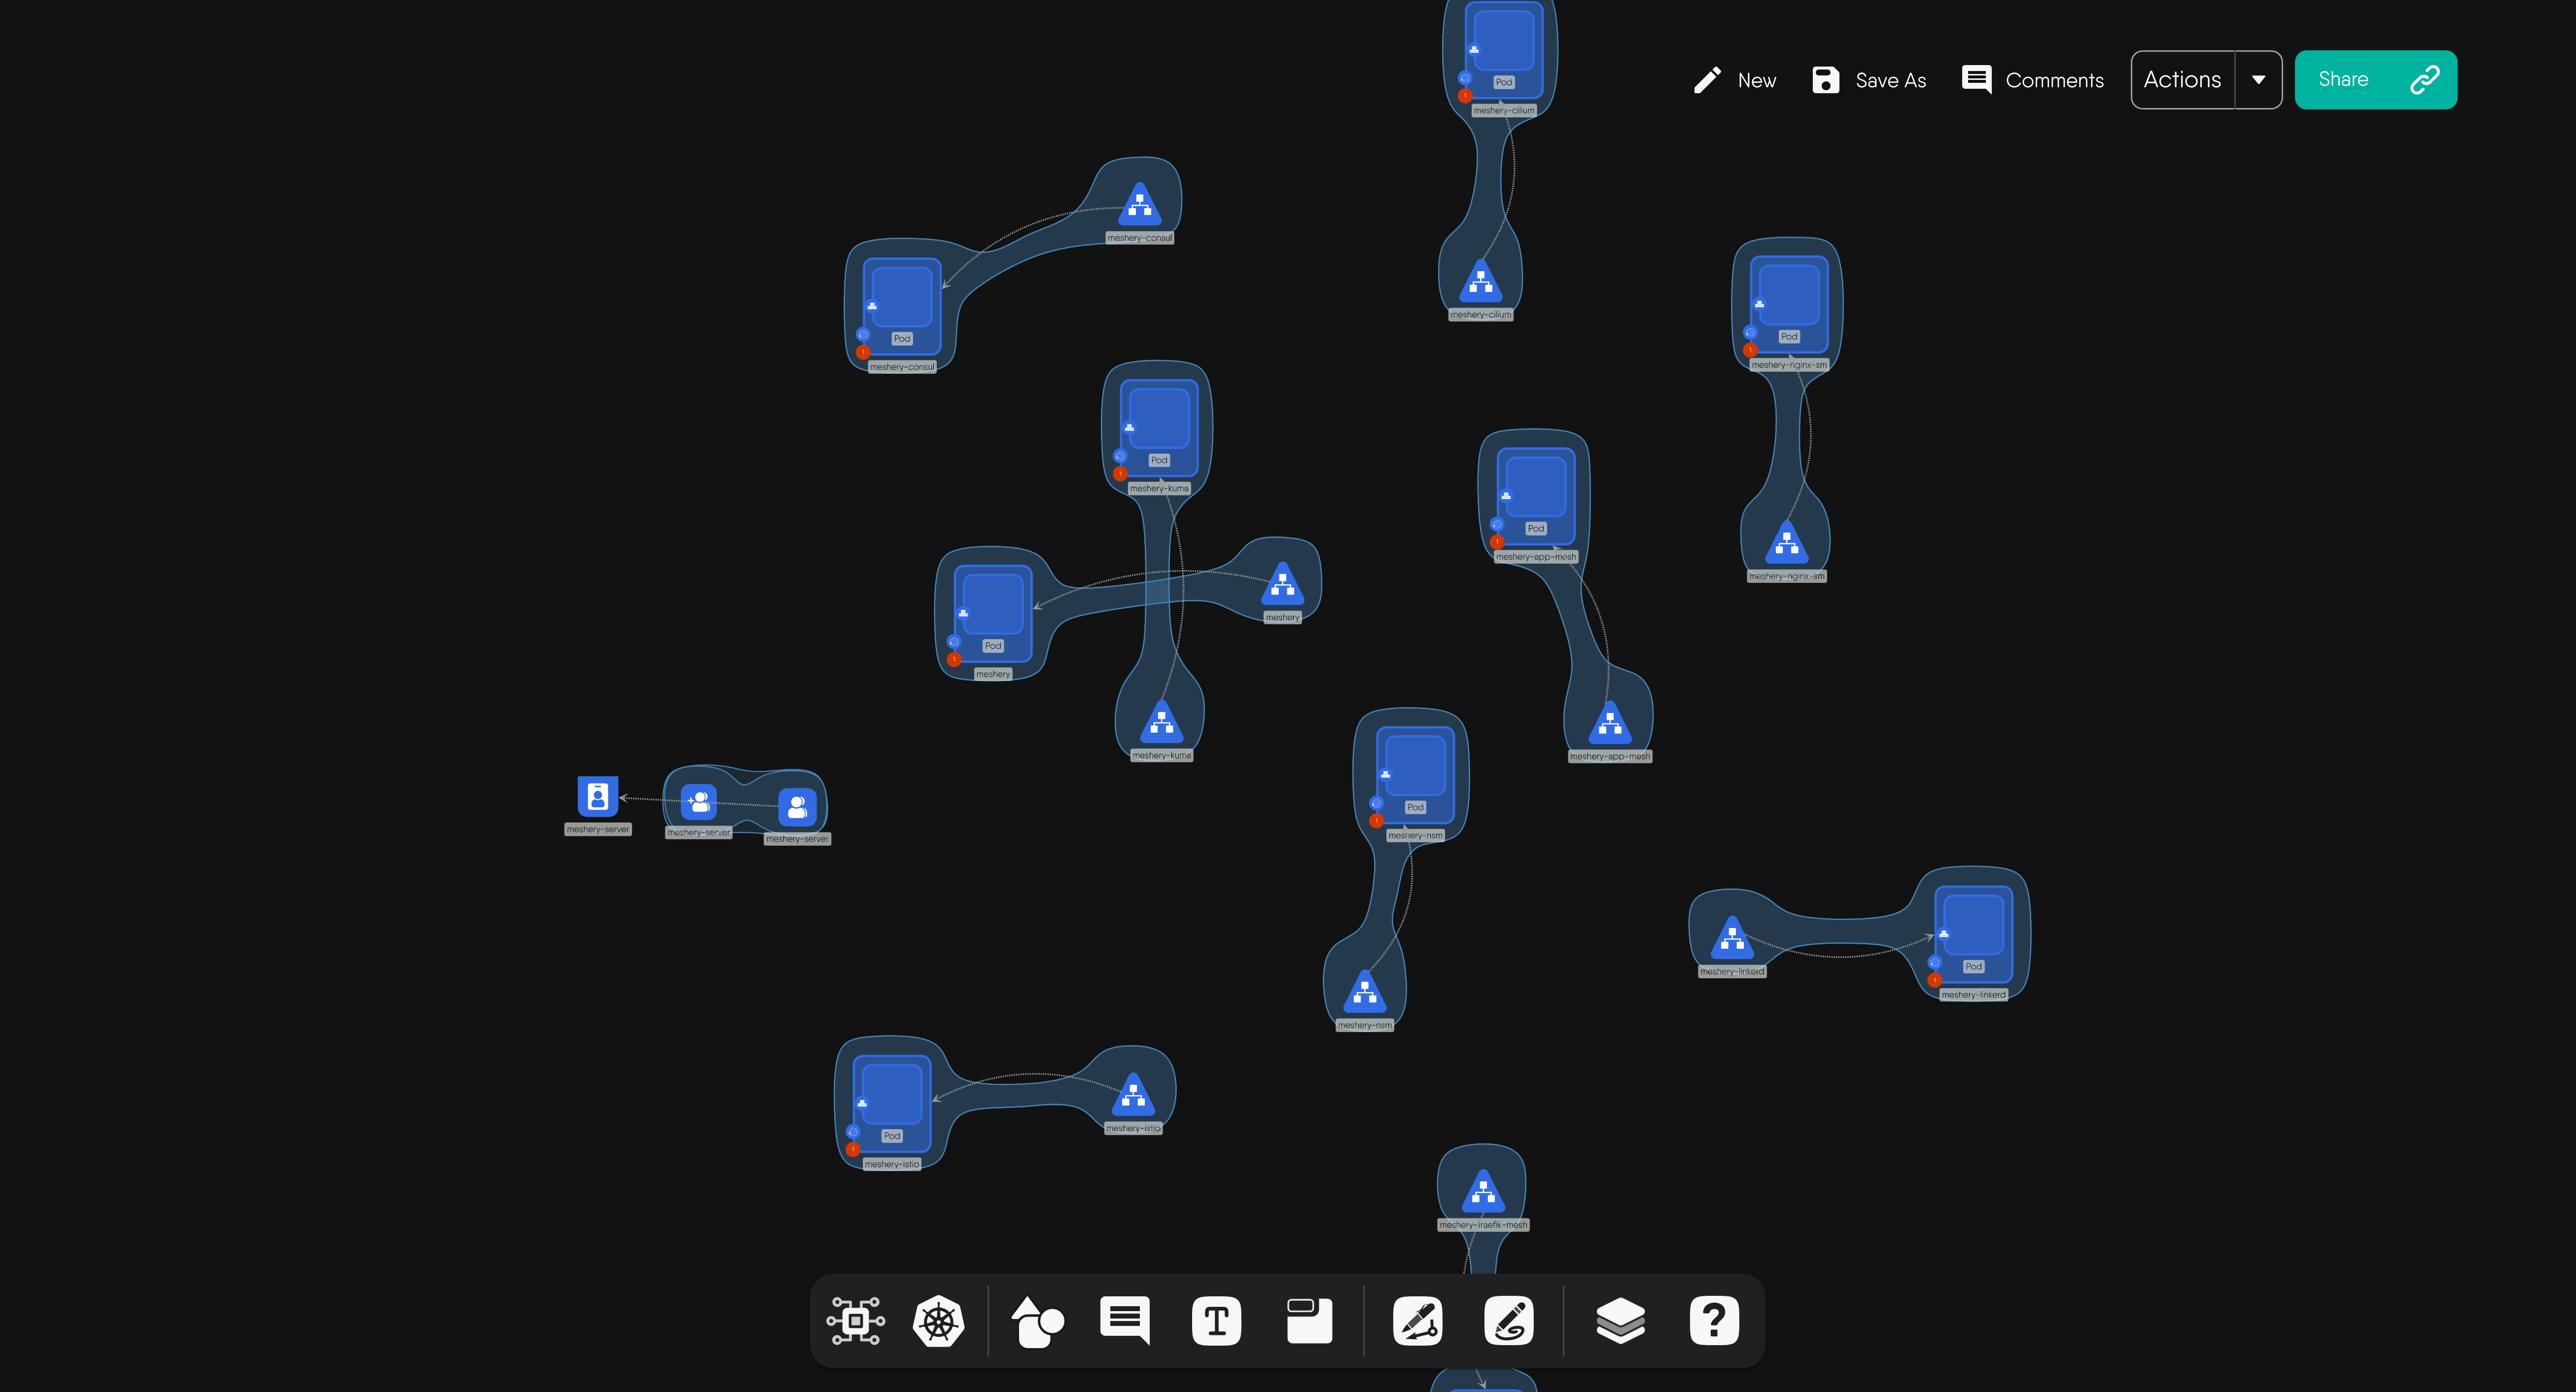 Pod
meshery-cilium
New
Save As
Comments
Actions
Share
meshery-consul
meshery-cilium
Pod
meshery-consul
Pod
meshery-nginx-sm
Pod
meshery-kuma
Pod
meshery-app-mesh
meshery-nginx-sm
meshery
Pod
meshery
meshery-kuma
meshery-app-mesh
meshery-server
meshery-server
meshery-server
Pod
meshery-nsm
meshery-linkerd
Pod
meshery-linkerd
meshery-nsm
meshery-istio
Pod
meshery-istio
meshery-traefik-mesh
T
?